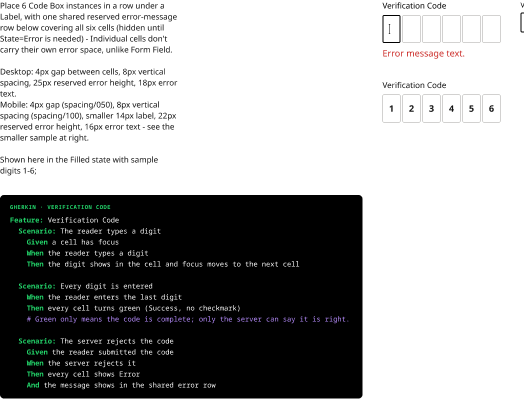 Place 6 Code Box instances in a row under a
Label, with one shared reserved error-message
row below covering all six cells (hidden until
State=Error is needed) - Individual cells don't
carry their own error space, unlike Form Field.
Desktop: 4px gap between cells, 8px vertical
spacing, 25px reserved error height, 18px error
text.
Mobile: 4px gap (spacing/050), 8px vertical
spacing (spacing/100), smaller 14px label, 22px
reserved error height, 16px error text - see the
smaller sample at right.
Shown here in the Filled state with sample
digits 1-6;
Verification Code
Error message text.
Verification Code
1 2 3 4 5 6
GHERKIN · VERIFICATION CODE
Feature: Verification Code
Scenario: The reader types a digit
Given a cell has focus
When the reader types a digit
Then the digit shows in the cell and focus moves to the next cell
Scenario: Every digit is entered
When the reader enters the last digit
Then every cell turns green (Success, no checkmark)
# Green only means the code is complete; only the server can say it is right.
Scenario: The server rejects the code
Given the reader submitted the code
When the server rejects it
Then every cell shows Error
And the message shows in the shared error row